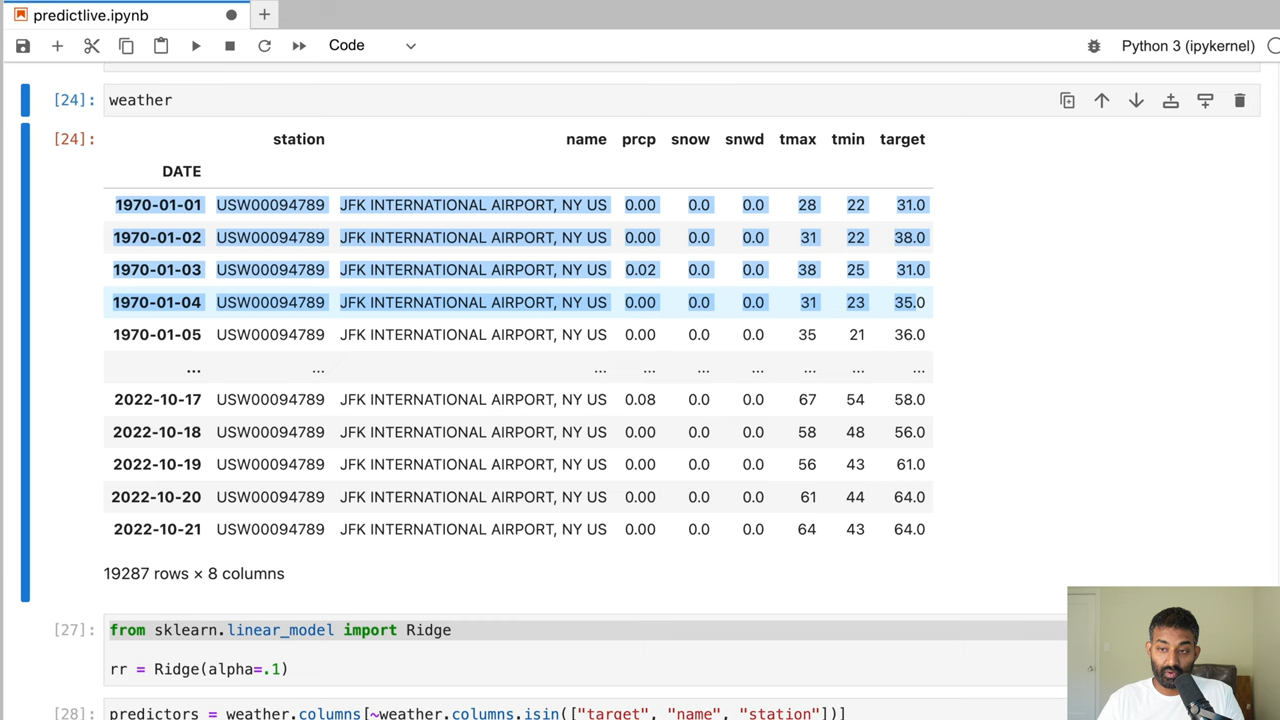 predictlive.ipynb
Code
Python 3 (ipykernel)
[24]: weather
[24]: station name prcp snow snwd tmax tmin target
DATE
1970-01-01 USW00094789 JFK INTERNATIONAL AIRPORT, NY US 0.00 0.0 0.0 28 22 31.0
1970-01-02 USW00094789 JFK INTERNATIONAL AIRPORT, NY US 0.00 0.0 0.0 31 22 38.0
1970-01-03 USW00094789 JFK INTERNATIONAL AIRPORT, NY US 0.02 0.0 0.0 38 25 31.0
1970-01-04 USW00094789 JFK INTERNATIONAL AIRPORT, NY US 0.00 0.0 0.0 31 23 35.0
1970-01-05 USW00094789 JFK INTERNATIONAL AIRPORT, NY US 0.00 0.0 0.0 35 21 36.0
... ... ... ... ... ... ... ... ...
2022-10-17 USW00094789 JFK INTERNATIONAL AIRPORT, NY US 0.08 0.0 0.0 67 54 58.0
2022-10-18 USW00094789 JFK INTERNATIONAL AIRPORT, NY US 0.00 0.0 0.0 58 48 56.0
2022-10-19 USW00094789 JFK INTERNATIONAL AIRPORT, NY US 0.00 0.0 0.0 56 43 61.0
2022-10-20 USW00094789 JFK INTERNATIONAL AIRPORT, NY US 0.00 0.0 0.0 61 44 64.0
2022-10-21 USW00094789 JFK INTERNATIONAL AIRPORT, NY US 0.00 0.0 0.0 64 43 64.0
19287 rows × 8 columns
[27]: from sklearn.linear_model import Ridge
rr = Ridge(alpha=.1)
[28]: predictors = weather.columns[~weather.columns.isin(["target", "name", "station"])]